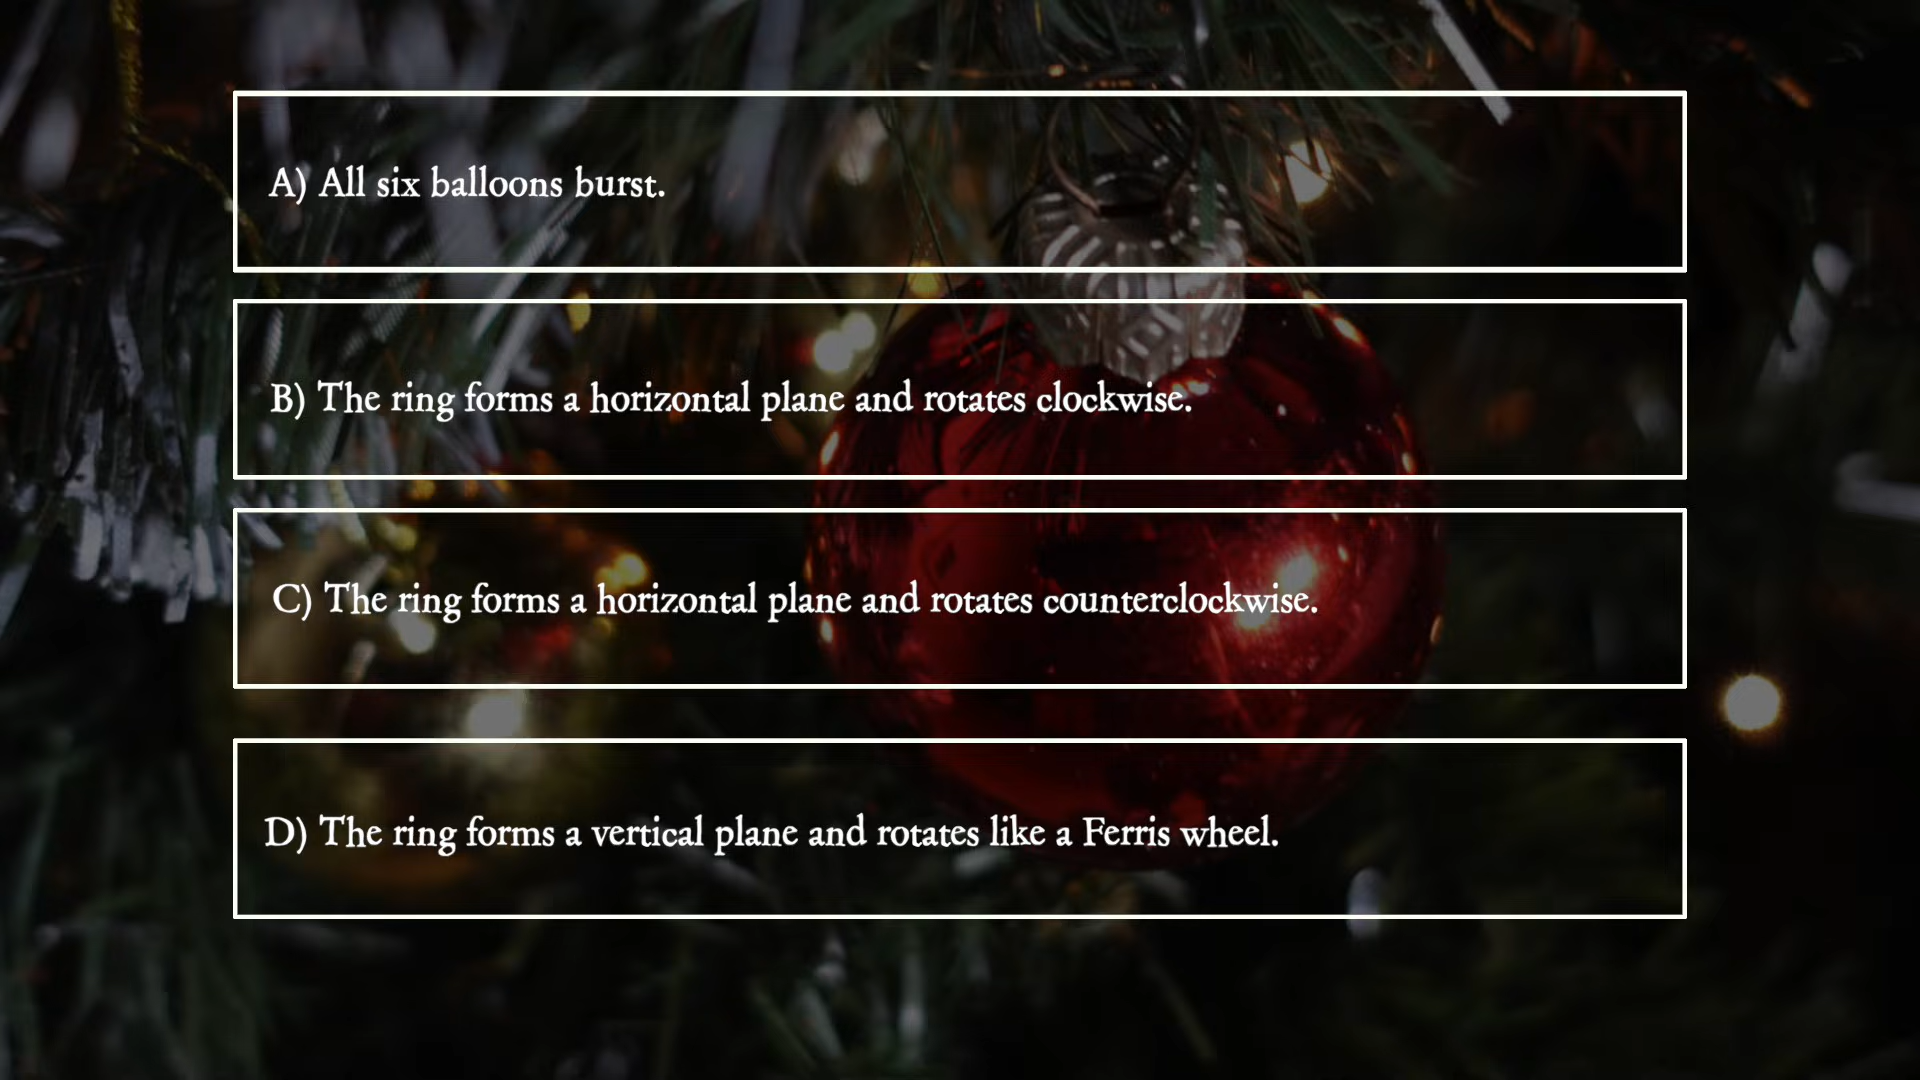 A) All six balloons burst.
B) The ring forms a horizontal plane and rotates clockwise.
C) The ring forms a horizontal plane and rotates counterclockwise.
D) The ring forms a vertical plane and rotates like a Ferris wheel.